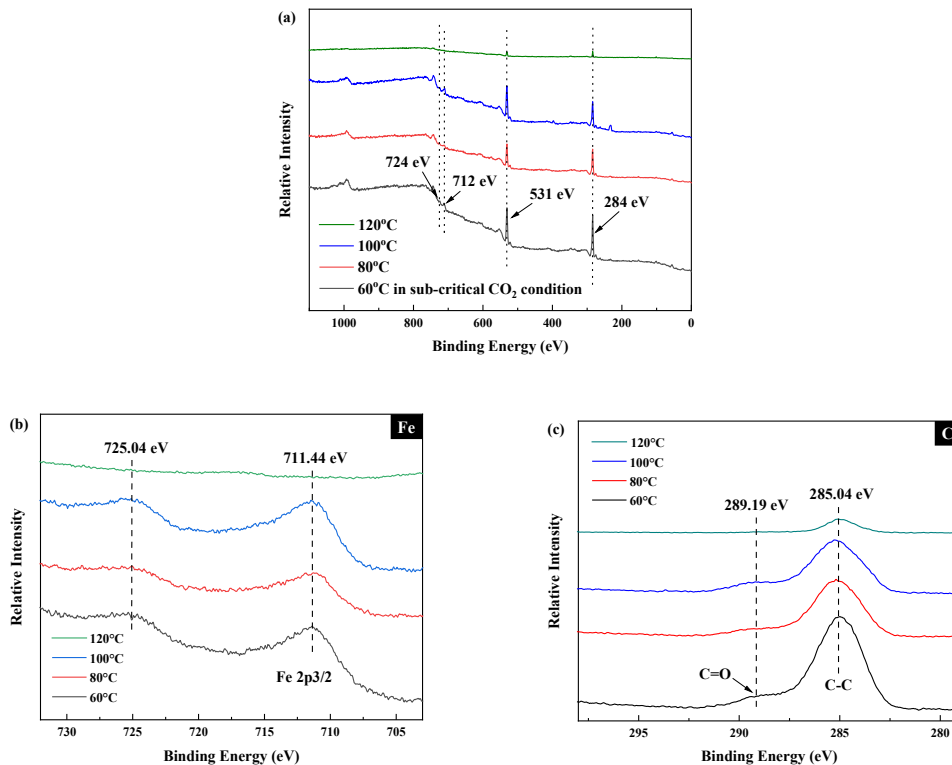 (a)
Relative Intensity
724 eV
712 eV
531 eV
284 eV
120°C
100°C
80°C
60°C in sub-critical CO₂ condition
1000 800 600 400 200 0
Binding Energy (eV)
(b)
Fe
725.04 eV
711.44 eV
Relative Intensity
120°C
100°C
80°C
60°C
Fe 2p3/2
730 725 720 715 710 705
Binding Energy (eV)
(c)
C
120°C
100°C
80°C
60°C
289.19 eV
285.04 eV
Relative Intensity
C=O
C-C
295 290 285 280
Binding Energy (eV)